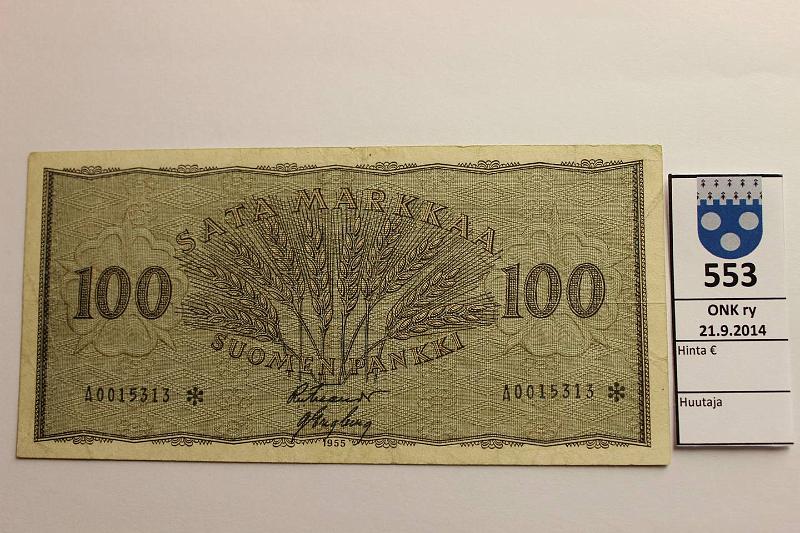 SATA MARKKAA
100 100
SUOMEN PANKKI
A0015313 * A0015313 *
1955
553
ONK ry
21.9.2014
Hinta €
Huutaja